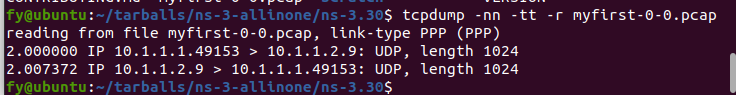 fy@ubuntu:~/tarballs/ns-3-allinone/ns-3.30$ tcpdump -nn -tt -r myfirst-0-0.pcap
reading from file myfirst-0-0.pcap, link-type PPP (PPP)
2.000000 IP 10.1.1.1.49153 > 10.1.1.2.9: UDP, length 1024
2.007372 IP 10.1.1.2.9 > 10.1.1.1.49153: UDP, length 1024
fy@ubuntu:~/tarballs/ns-3-allinone/ns-3.30$